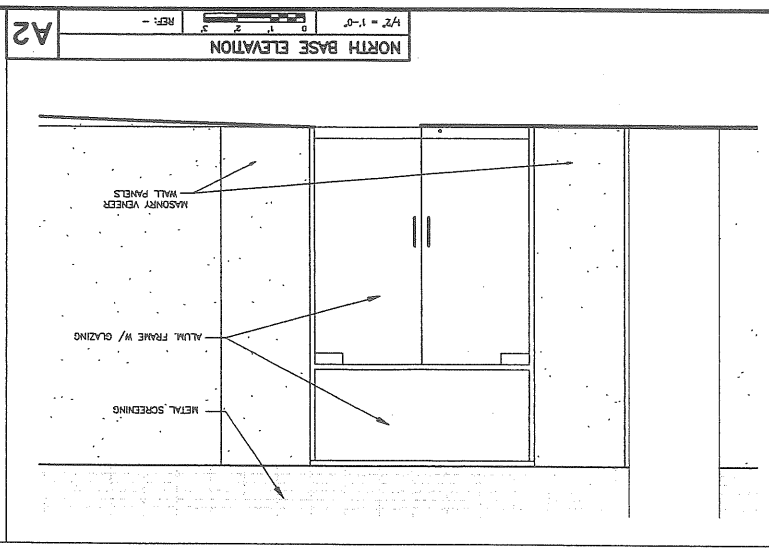 METAL SCREENING
ALUM. FRAME W/ GLAZING
MASONRY VENEER
WALL PANELS
NORTH BASE ELEVATION
A2
1/2" = 1'-0"
0 1' 2' 3'
REF: -